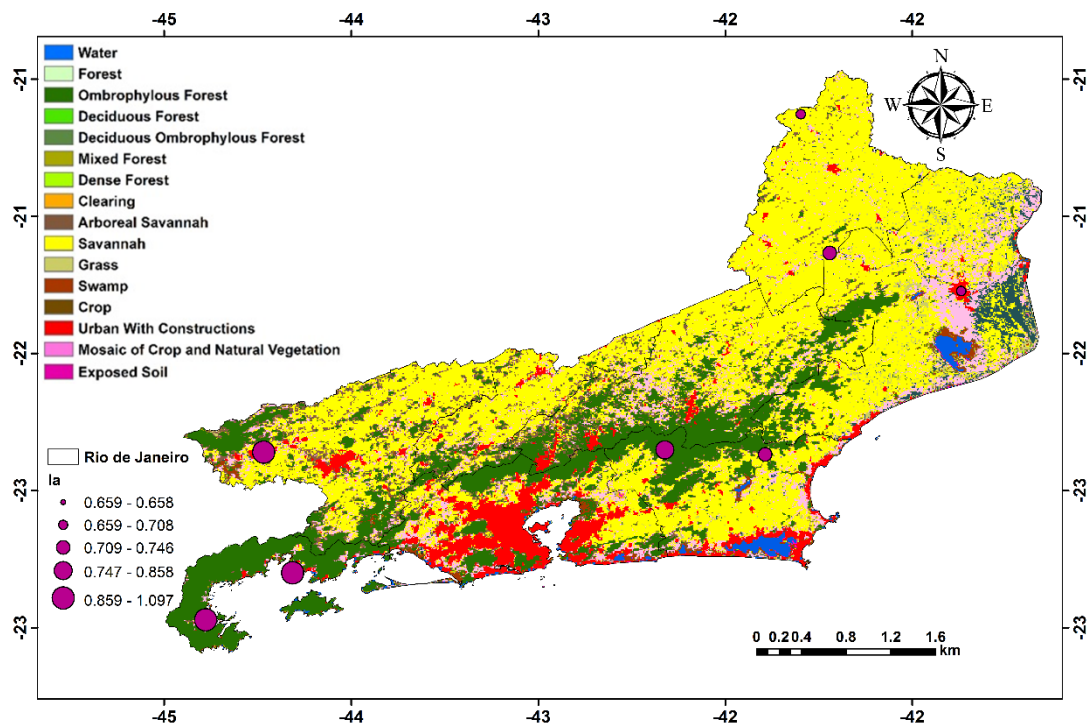 -45 -44 -43 -42 -42
Water
Forest
Ombrophylous Forest
Deciduous Forest
Deciduous Ombrophylous Forest
Mixed Forest
Dense Forest
Clearing
Arboreal Savannah
Savannah
Grass
Swamp
Crop
Urban With Constructions
Mosaic of Crop and Natural Vegetation
Exposed Soil
N
W E
S
-21 -21
-21 -21
-22 -22
-23 -23
-23 -23
Rio de Janeiro
Ia
0.659 - 0.658
0.659 - 0.708
0.709 - 0.746
0.747 - 0.858
0.859 - 1.097
0 0.2 0.4 0.8 1.2 1.6
km
-45 -44 -43 -42 -42